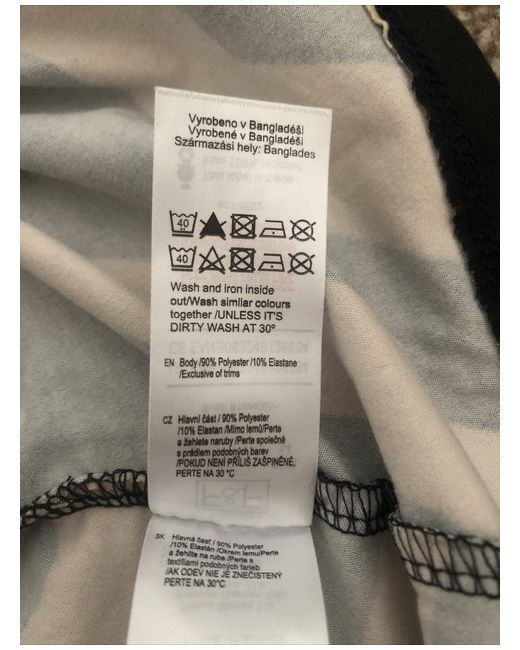 Vyrobeno v Bangladéši
Vyrobené v Bangladéši
Származási hely: Banglades
40
40
Wash and iron inside
out/Wash similar colours
together /UNLESS IT'S
DIRTY WASH AT 30°
EN Body /90% Polyester /10% Elastane
/Exclusive of trims
CZ Hlavní část / 90% Polyester
/10% Elastan /Mimo lemů/Perte
a žehlete naruby /Perte společně
s prádlem podobných barev
/POKUD NENÍ PŘÍLIŠ ZAŠPINĚNÉ,
PERTE NA 30 °C
SK Hlavná časť / 90% Polyester
/10% Elastán /Okrem lemu/Perte
a žehlite na rube /Perte s
textíliami podobných farieb
/AK ODEV NIE JE ZNEČISTENÝ
PERTE NA 30°C